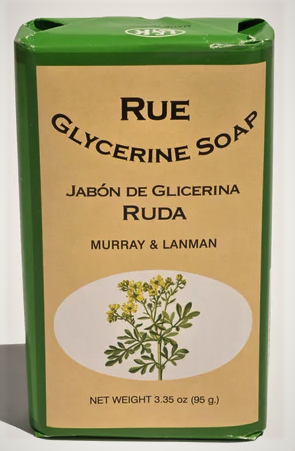 RUE
GLYCERINE SOAP
JABÓN DE GLICERINA
RUDA
MURRAY & LANMAN
NET WEIGHT 3.35 oz (95 g.)